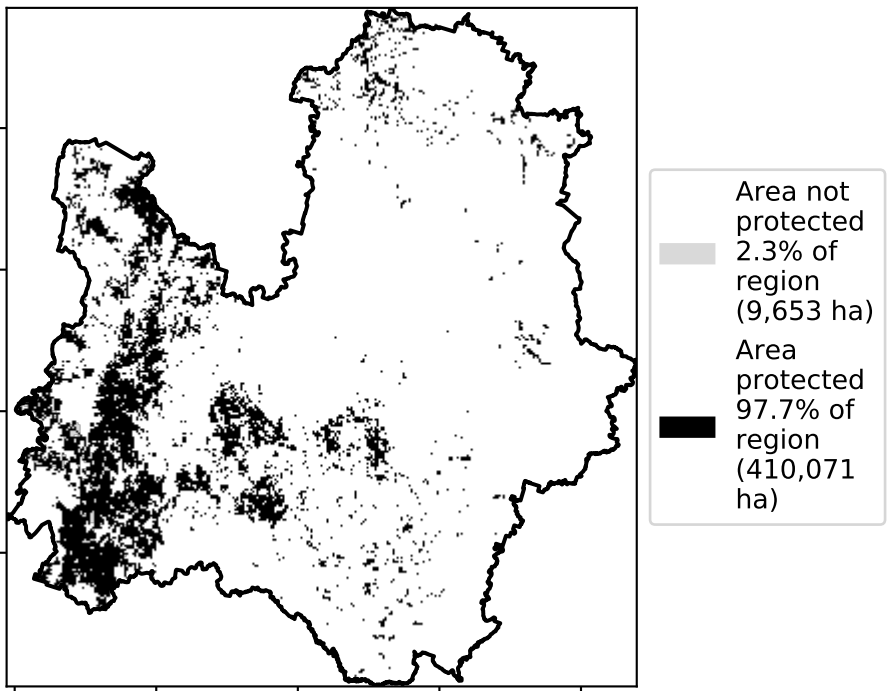 Area not
protected
2.3% of
region
(9,653 ha)
Area
protected
97.7% of
region
(410,071
ha)